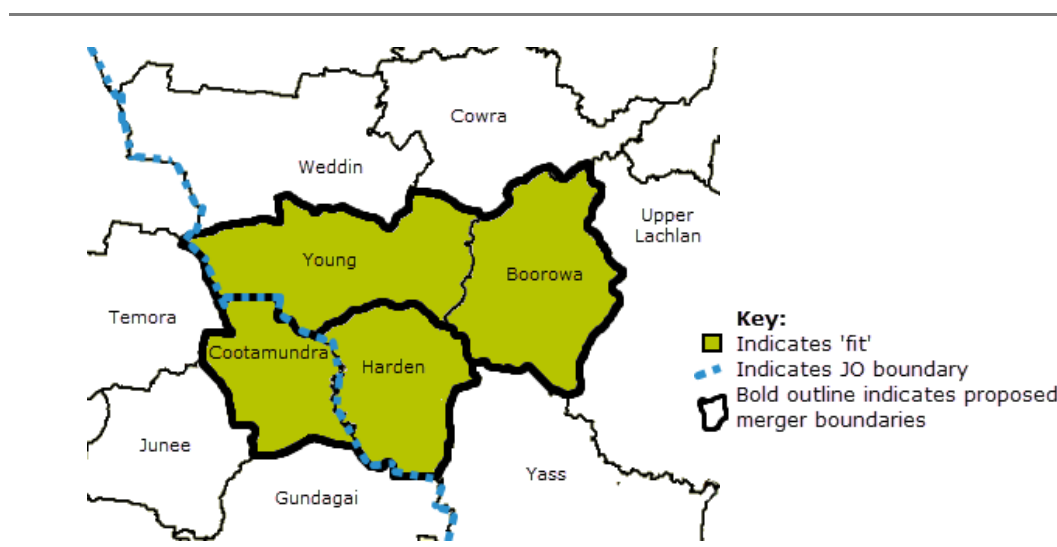 Cowra
Weddin
Upper
Lachlan
Young
Boorowa
Temora
Cootamundra
Harden
Junee
Gundagai
Yass
Key:
Indicates 'fit'
Indicates JO boundary
Bold outline indicates proposed
merger boundaries